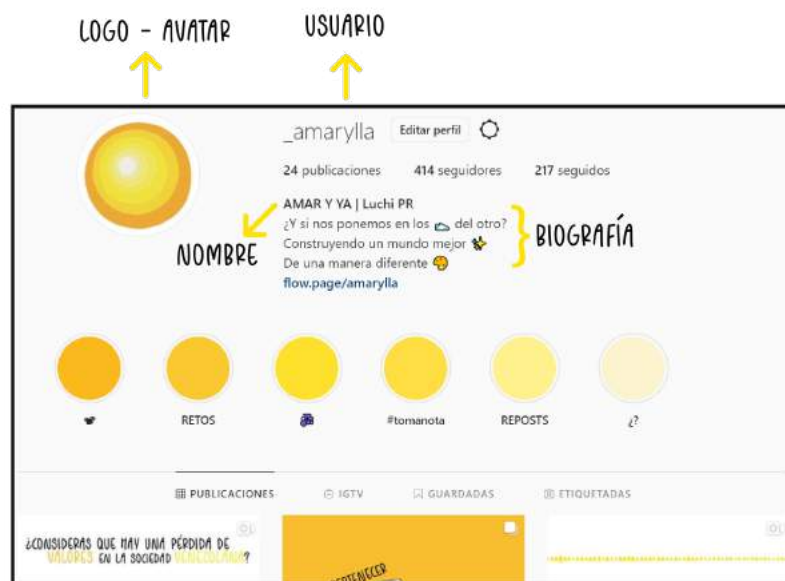 LOGO - AVATAR
USUARIO
_amarylla
Editar perfil
24 publicaciones 414 seguidores 217 seguidos
AMAR Y YA | Luchi PR
¿Y si nos ponemos en los 👟 del otro?
Construyendo un mundo mejor ✨
De una manera diferente 🎨
flow.page/amarylla
NOMBRE
BIOGRAFÍA
RETOS
#tomanota
REPOSTS
¿?
PUBLICACIONES
IGTV
GUARDADAS
ETIQUETADAS
¿CONSIDERAS QUE HAY UNA PÉRDIDA DE
VALORES EN LA SOCIEDAD VENEZOLANA?